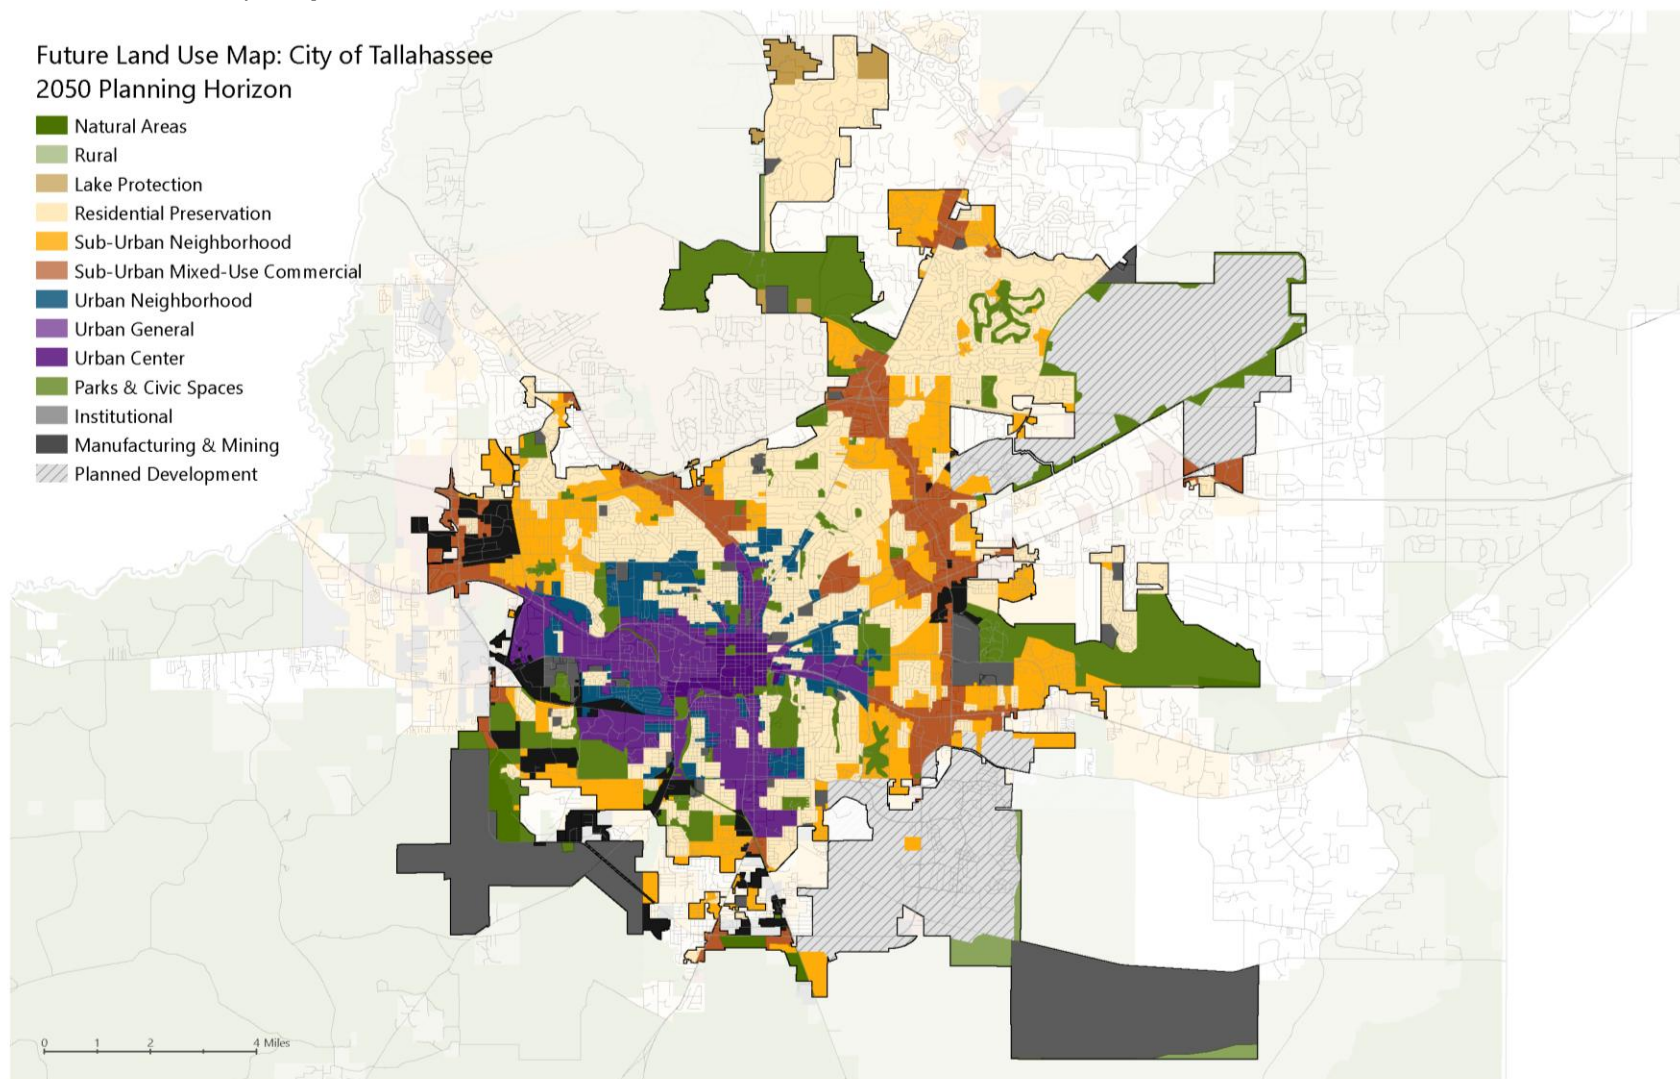 Future Land Use Map: City of Tallahassee
2050 Planning Horizon
Natural Areas
Rural
Lake Protection
Residential Preservation
Sub-Urban Neighborhood
Sub-Urban Mixed-Use Commercial
Urban Neighborhood
Urban General
Urban Center
Parks & Civic Spaces
Institutional
Manufacturing & Mining
Planned Development
0 1 2 4 Miles